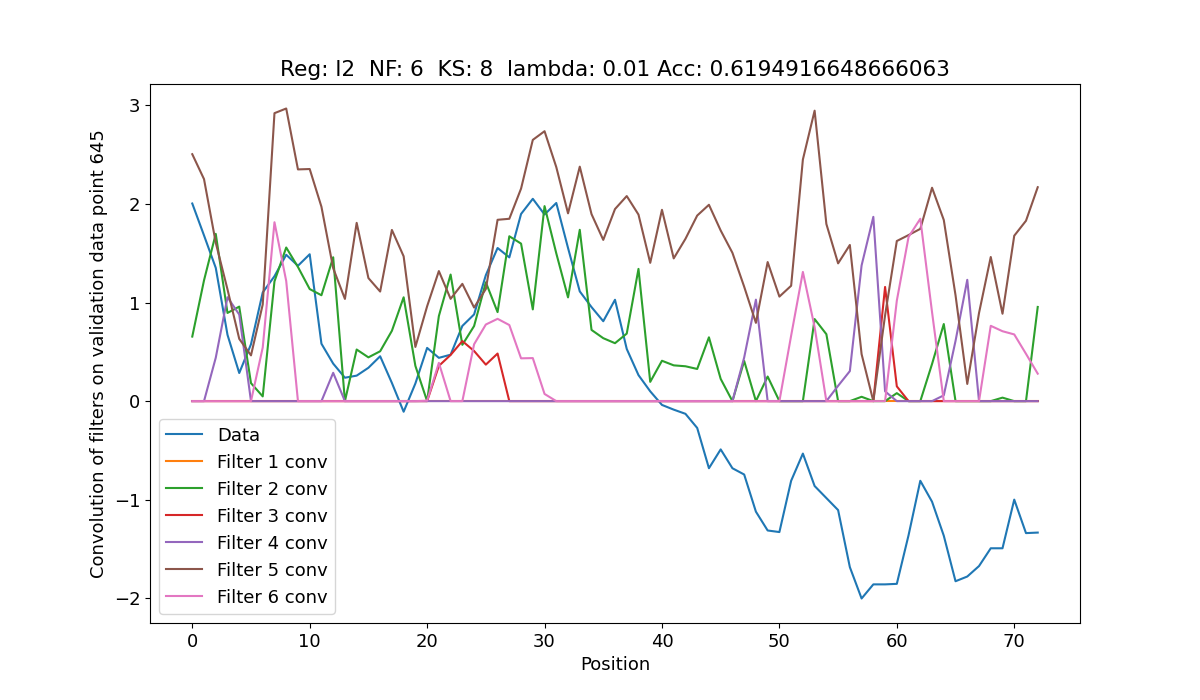 Reg: l2  NF: 6  KS: 8  lambda: 0.01 Acc: 0.6194916648666063
Convolution of filters on validation data point 645
3
2
1
0
−1
−2
Data
Filter 1 conv
Filter 2 conv
Filter 3 conv
Filter 4 conv
Filter 5 conv
Filter 6 conv
0 10 20 30 40 50 60 70
Position